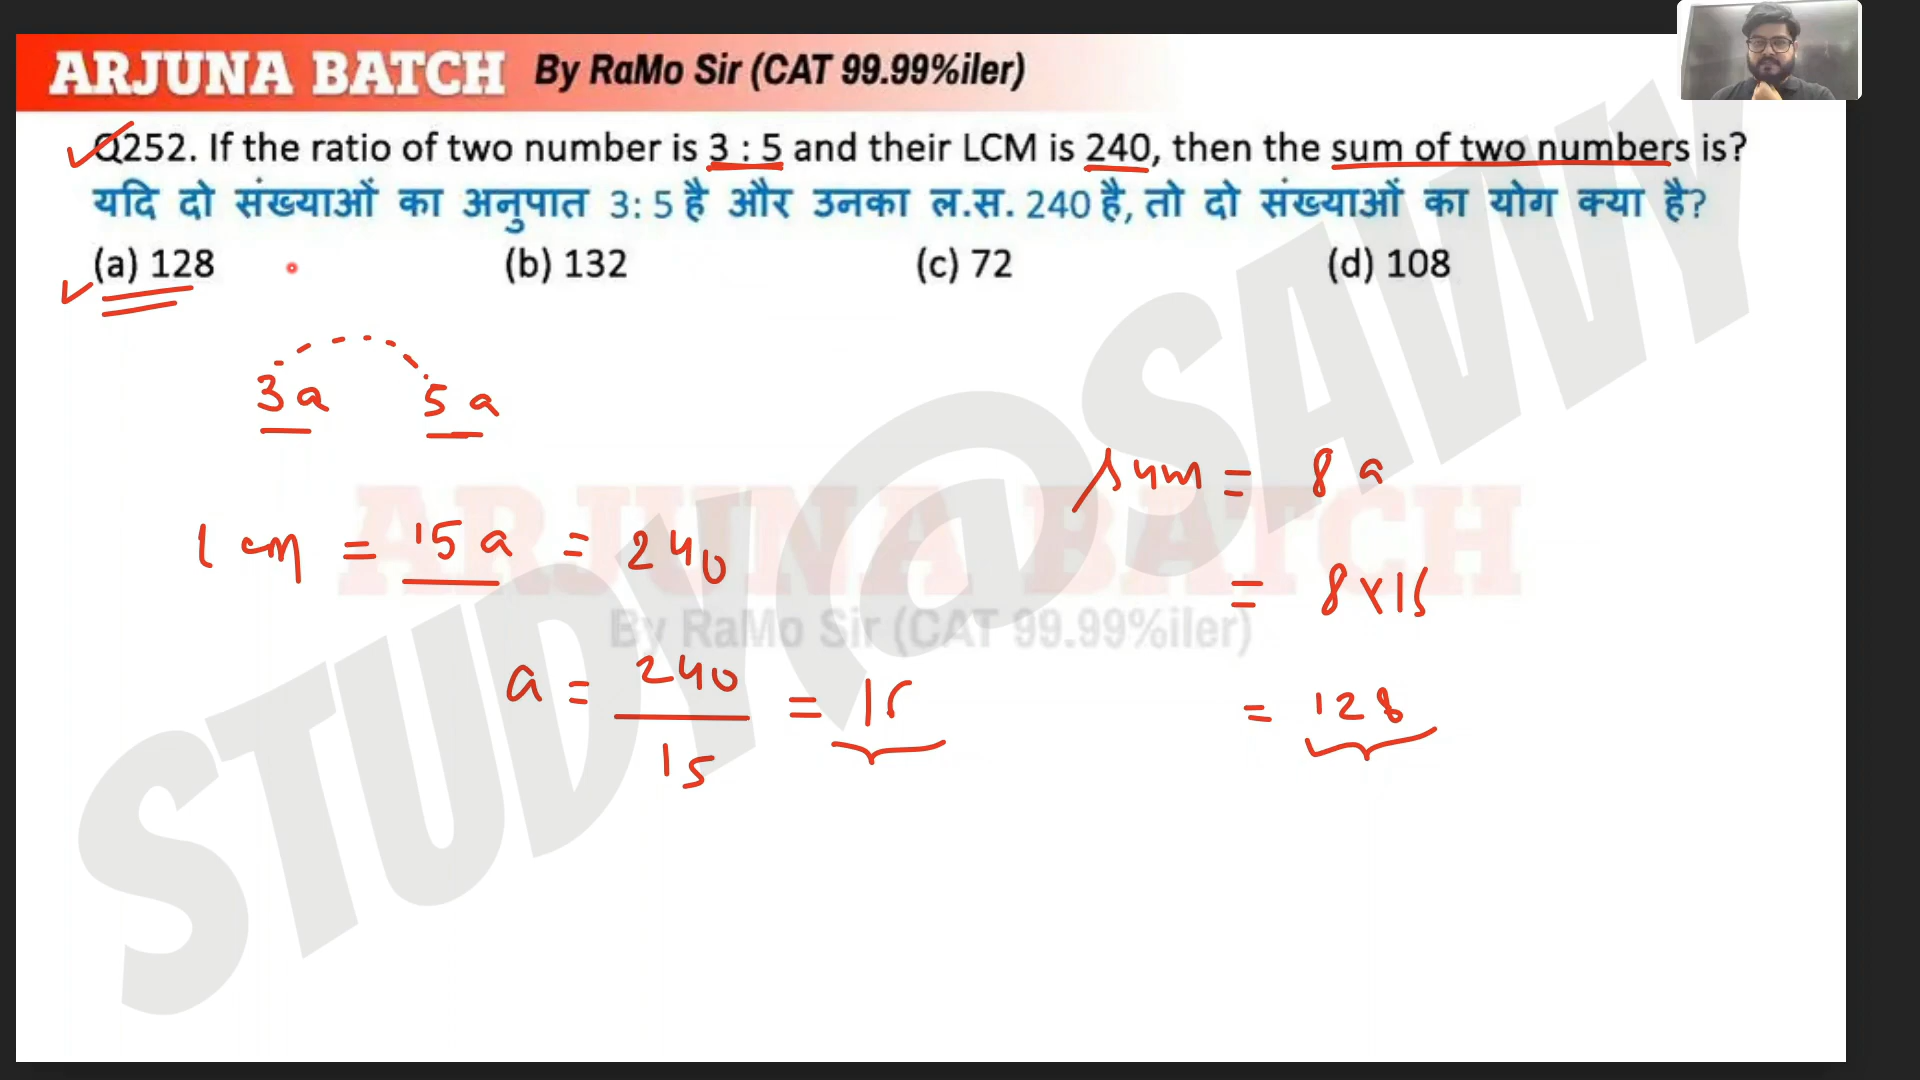 ARJUNA BATCH By RaMo Sir (CAT 99.99%iler)
Q252. If the ratio of two number is 3 : 5 and their LCM is 240, then the sum of two numbers is?
यदि दो संख्याओं का अनुपात 3: 5 है और उनका ल.स. 240 है, तो दो संख्याओं का योग क्या है?
(a) 128 (b) 132 (c) 72 (d) 108
3a 5a
sum = 8a
lcm = 15a = 240
= 8×16
a = 240
= 16
15
= 128
ARJUNA BATCH
By RaMo Sir (CAT 99.99%iler)
STUDY@SAVVY